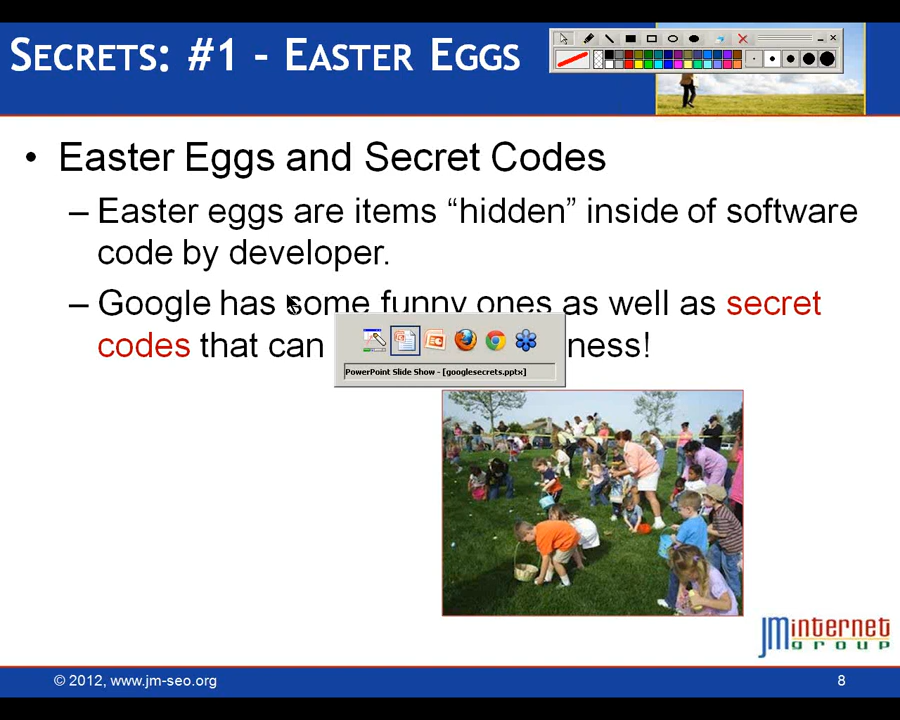 SECRETS: #1 - EASTER EGGS
• Easter Eggs and Secret Codes
– Easter eggs are items “hidden” inside of software
code by developer.
– Google has some funny ones as well as secret
codes that can ness!
PowerPoint Slide Show - [googlesecrets.pptx]
JM internet
GROUP
© 2012, www.jm-seo.org
8